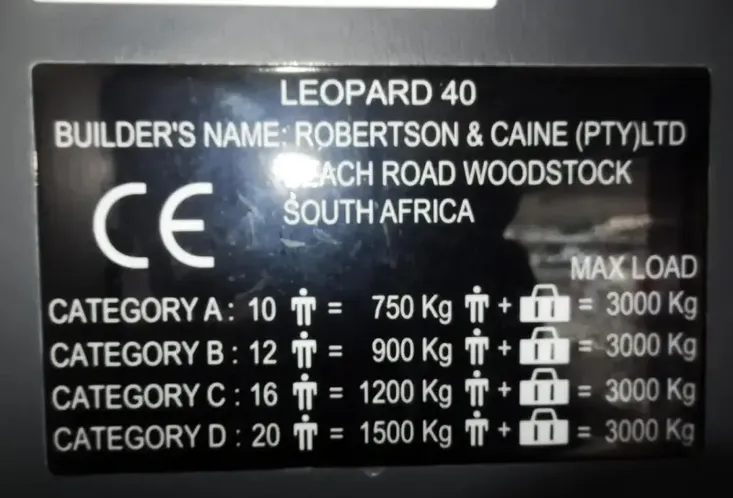 LEOPARD 40
BUILDER'S NAME: ROBERTSON & CAINE (PTY)LTD
ROAD WOODSTOCK
SOUTH AFRICA
CE
MAX LOAD
CATEGORY A : 10 = 750 Kg + = 3000 Kg
CATEGORY B : 12 = 900 Kg + = 3000 Kg
CATEGORY C : 16 = 1200 Kg + = 3000 Kg
CATEGORY D : 20 = 1500 Kg + = 3000 Kg